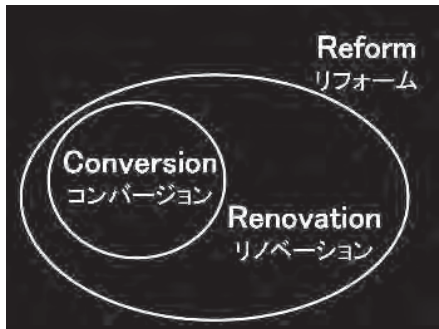 Reform
リフォーム
Conversion
コンバージョン
Renovation
リノベーション